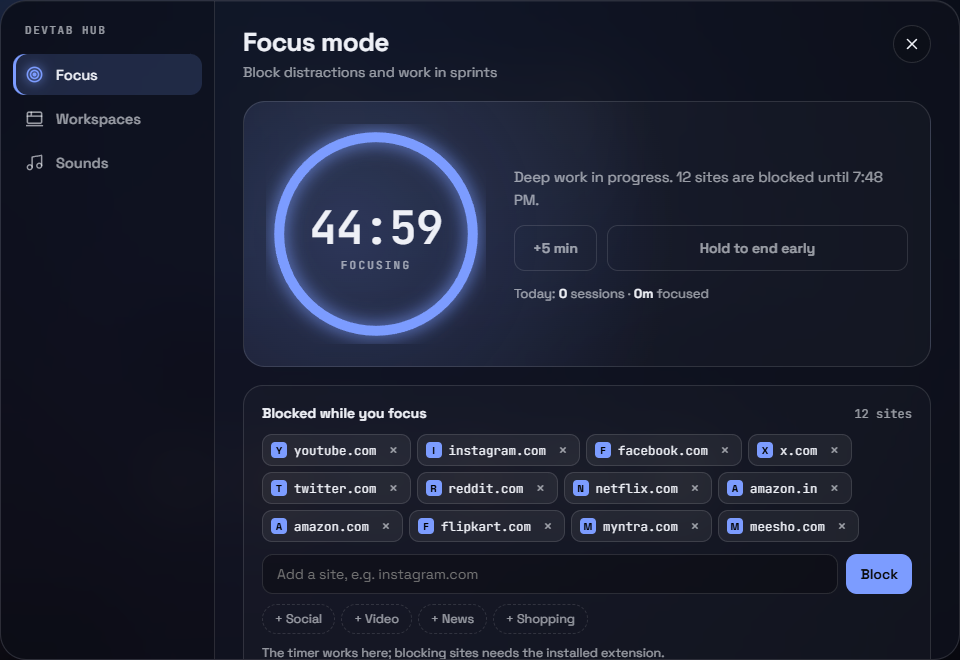 DEVTAB HUB
Focus
Workspaces
Sounds
Focus mode
Block distractions and work in sprints
44:59
FOCUSING
Deep work in progress. 12 sites are blocked until 7:48
PM.
+5 min
Hold to end early
Today: 0 sessions · 0m focused
Blocked while you focus
12 sites
Y youtube.com ×
I instagram.com ×
F facebook.com ×
X x.com ×
T twitter.com ×
R reddit.com ×
N netflix.com ×
A amazon.in ×
A amazon.com ×
F flipkart.com ×
M myntra.com ×
M meesho.com ×
Add a site, e.g. instagram.com
Block
+ Social
+ Video
+ News
+ Shopping
The timer works here; blocking sites needs the installed extension.